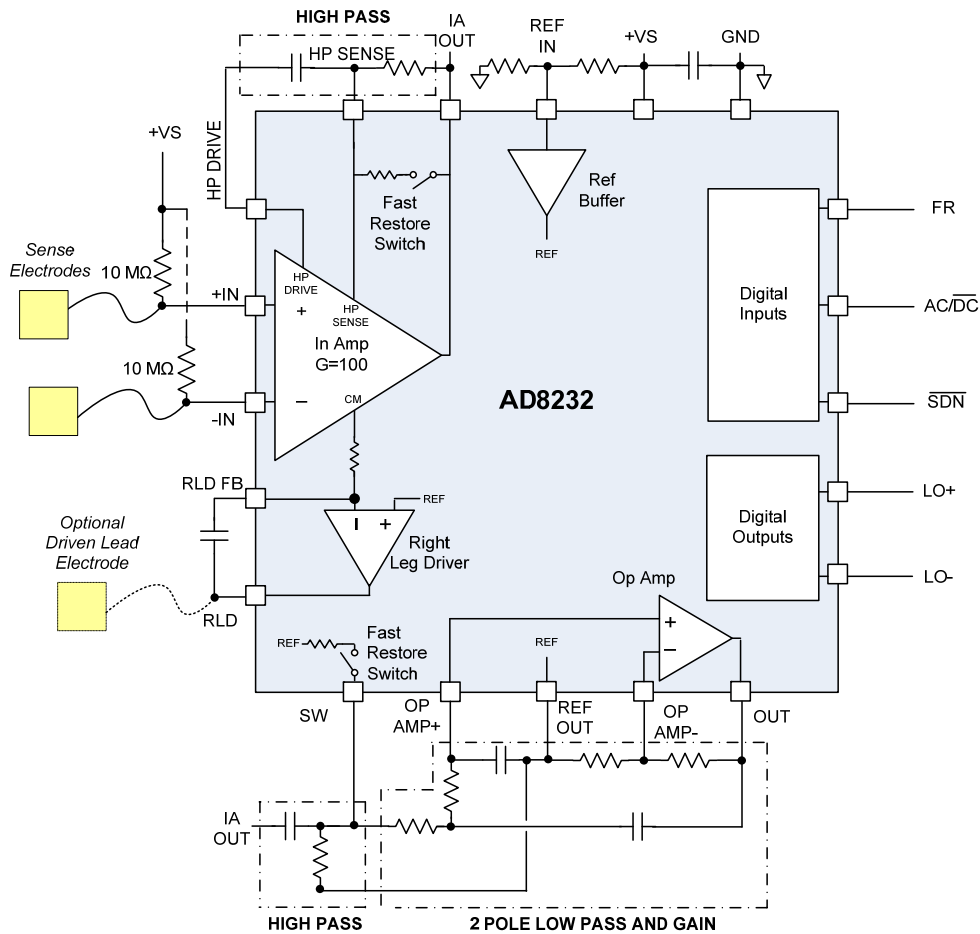 HIGH PASS
IA
OUT
REF
IN
+VS
GND
HP SENSE
HP DRIVE
+VS
Sense
Electrodes
10 MΩ
10 MΩ
+IN
-IN
HP
DRIVE
+
HP
SENSE
In Amp
G=100
–
CM
Fast
Restore
Switch
Ref
Buffer
REF
AD8232
Digital
Inputs
FR
AC/D̅C̅
S̅D̅N̅
Digital
Outputs
LO+
LO-
RLD FB
Optional
Driven Lead
Electrode
RLD
– +
REF
Right
Leg Driver
REF
Fast
Restore
Switch
REF
Op Amp
+
–
SW
OP
AMP+
REF
OUT
OP
AMP-
OUT
IA
OUT
HIGH PASS
2 POLE LOW PASS AND GAIN